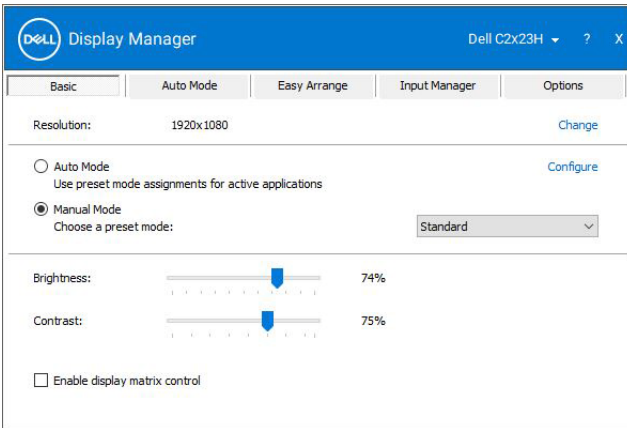 DELL Display Manager Dell C2x23H ? X
Basic Auto Mode Easy Arrange Input Manager Options
Resolution: 1920x1080 Change
Auto Mode Configure
Use preset mode assignments for active applications
Manual Mode
Choose a preset mode: Standard
Brightness: 74%
Contrast: 75%
Enable display matrix control